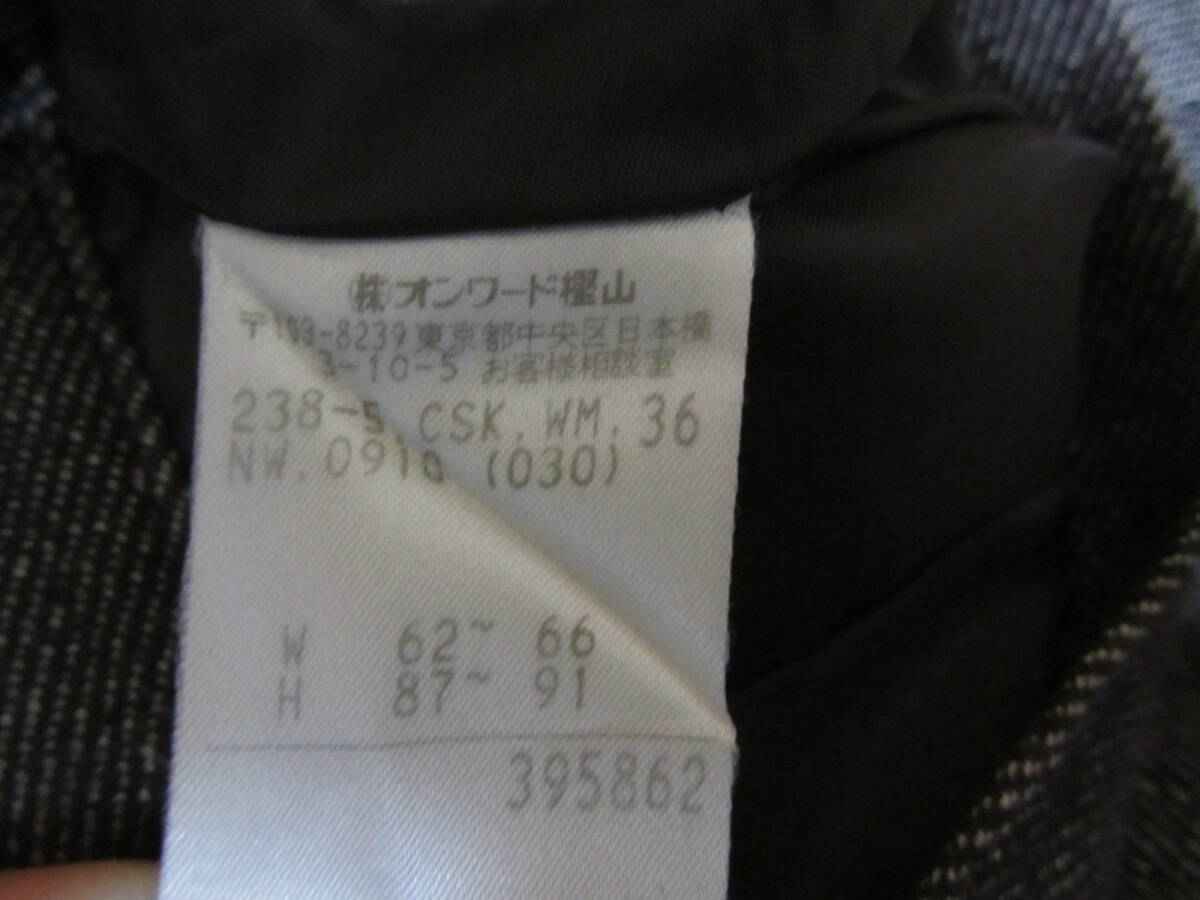 ㈱オンワード樫山
〒103-8239 東京都中央区日本橋
3-10-5 お客様相談室
238-5.CSK.WM. 36
NW.0910 (030)
W 62~ 66
H 87~ 91
395862